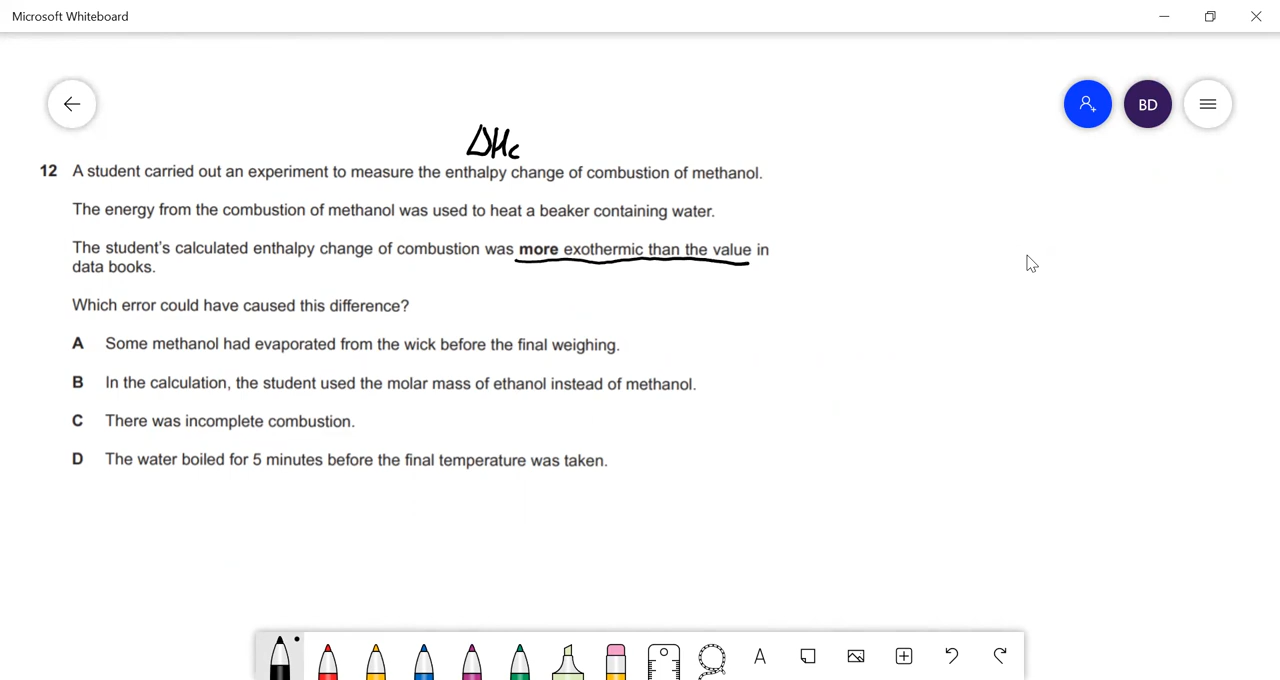 Microsoft Whiteboard
BD
ΔHc
12 A student carried out an experiment to measure the enthalpy change of combustion of methanol.
The energy from the combustion of methanol was used to heat a beaker containing water.
The student's calculated enthalpy change of combustion was more exothermic than the value in
data books.
Which error could have caused this difference?
A Some methanol had evaporated from the wick before the final weighing.
B In the calculation, the student used the molar mass of ethanol instead of methanol.
C There was incomplete combustion.
D The water boiled for 5 minutes before the final temperature was taken.
A